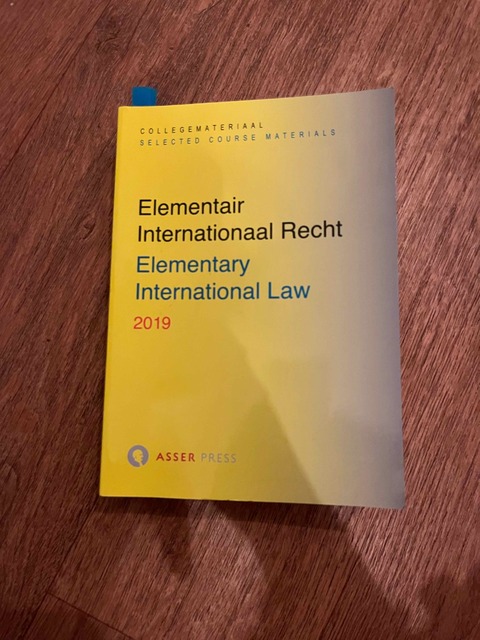 COLLEGEMATERIAAL
SELECTED COURSE MATERIALS
Elementair
Internationaal Recht
Elementary
International Law
2019
ASSER PRESS